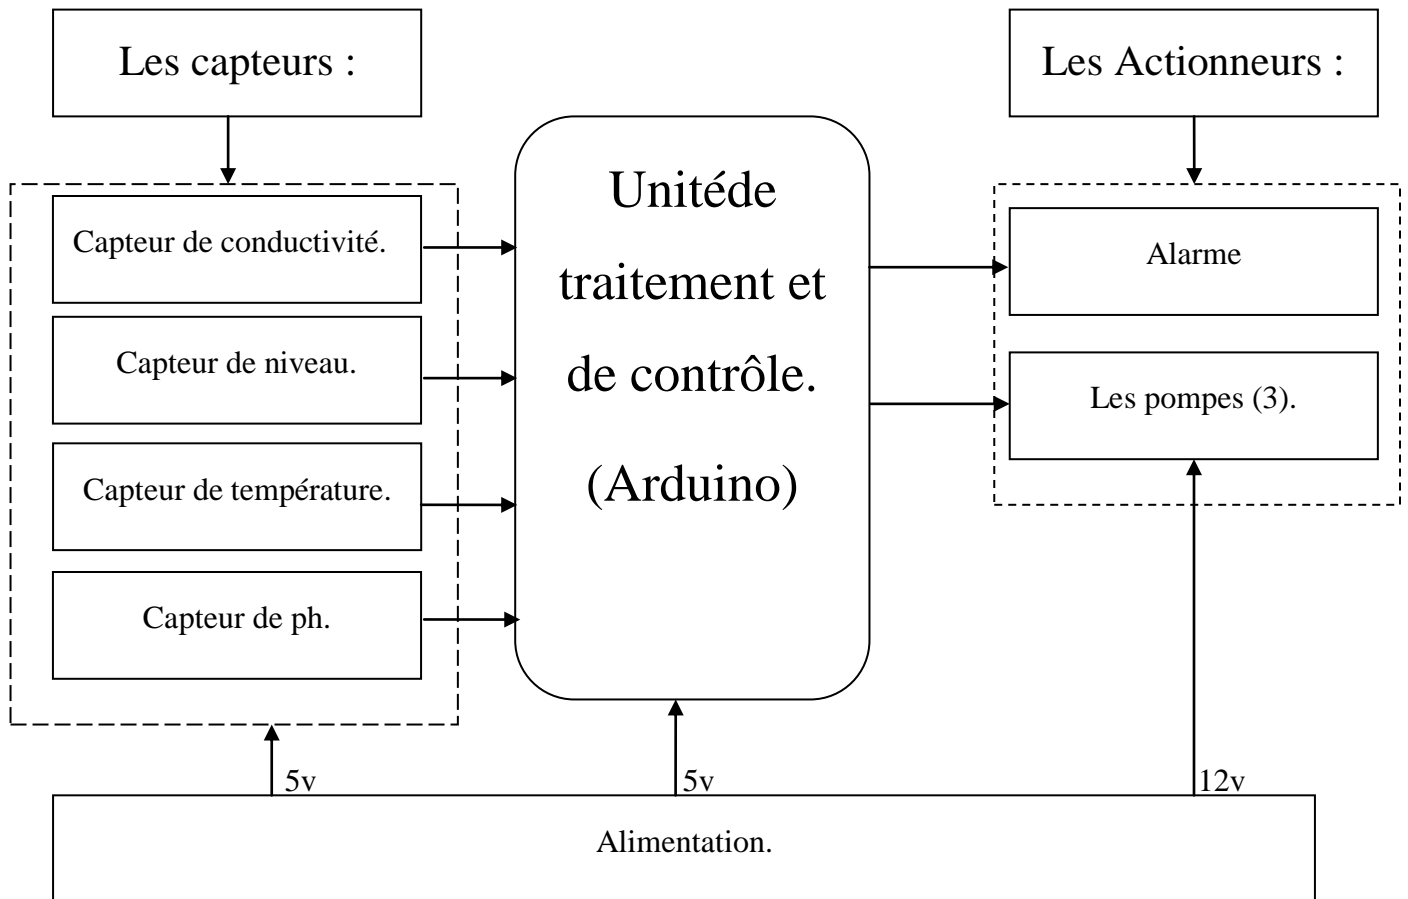 Les capteurs :
Les Actionneurs :
Capteur de conductivité.
Capteur de niveau.
Capteur de température.
Capteur de ph.
Unitéde
traitement et
de contrôle.
(Arduino)
Alarme
Les pompes (3).
5v
5v
12v
Alimentation.